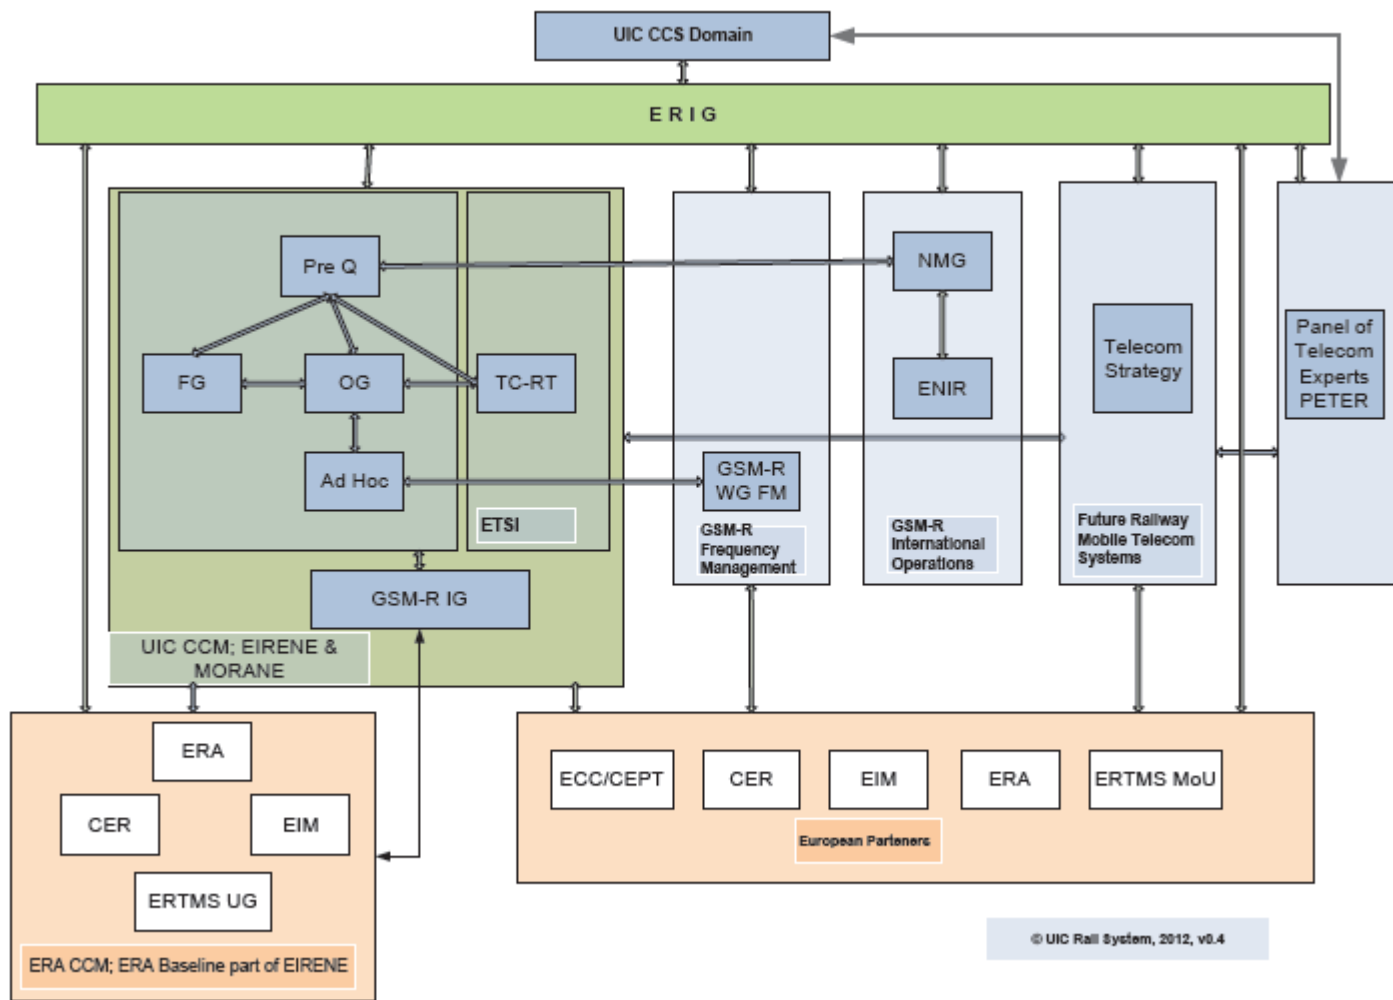 UIC CCS Domain
E R I G
Pre Q
NMG
FG
OG
TC-RT
ENIR
Telecom
Strategy
Panel of
Telecom
Experts
PETER
Ad Hoc
GSM-R
WG FM
ETSI
GSM-R
Frequency
Management
GSM-R
International
Operations
Future Railway
Mobile Telecom
Systems
GSM-R IG
UIC CCM; EIRENE &
MORANE
ERA
CER
EIM
ERTMS UG
ERA CCM; ERA Baseline part of EIRENE
ECC/CEPT
CER
EIM
ERA
ERTMS MoU
European Parteners
© UIC Rail System, 2012, v0.4